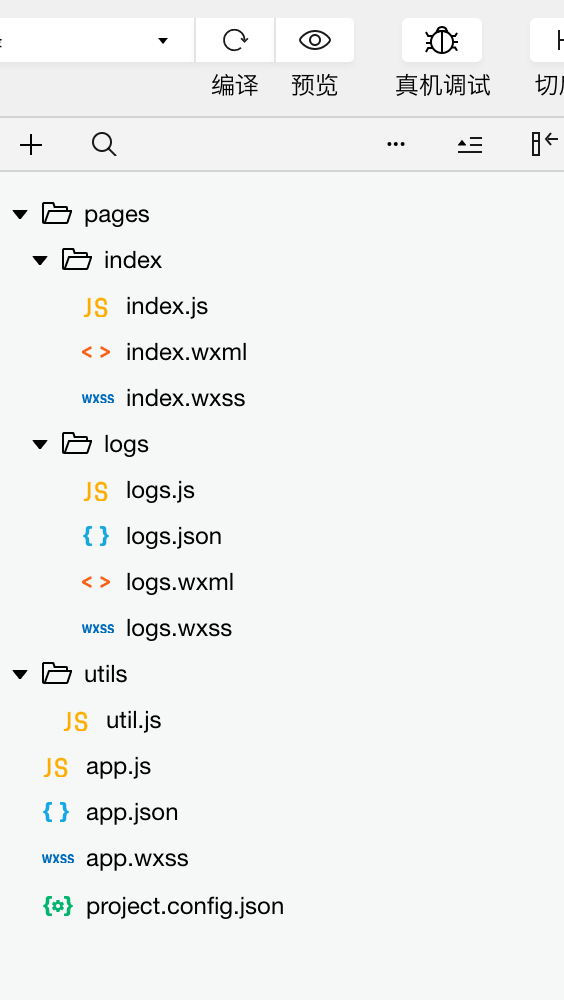 编译 预览 真机调试
pages
index
JS index.js
< > index.wxml
wxss index.wxss
logs
JS logs.js
{ } logs.json
< > logs.wxml
wxss logs.wxss
utils
JS util.js
JS app.js
{ } app.json
wxss app.wxss
project.config.json